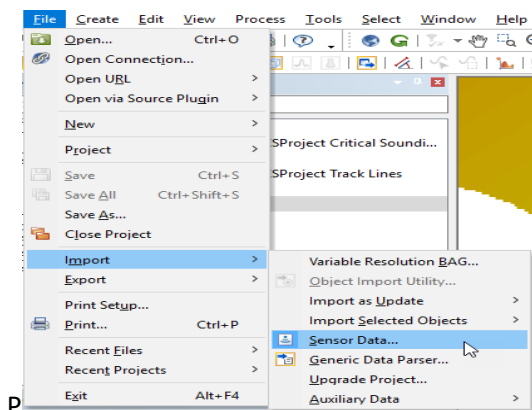 File Create Edit View Process Tools Select Window Help
Open... Ctrl+O
Open Connection...
Open URL >
Open via Source Plugin >
New >
Project >
SProject Critical Soundi...
Save Ctrl+S
SProject Track Lines
Save All Ctrl+Shift+S
Save As...
Close Project
Import >
Variable Resolution BAG...
Export >
Object Import Utility...
Print Setup...
Import as Update >
Print... Ctrl+P
Import Selected Objects >
Sensor Data...
Recent Files >
Generic Data Parser...
Recent Projects >
Upgrade Project...
Exit Alt+F4
Auxiliary Data >
P